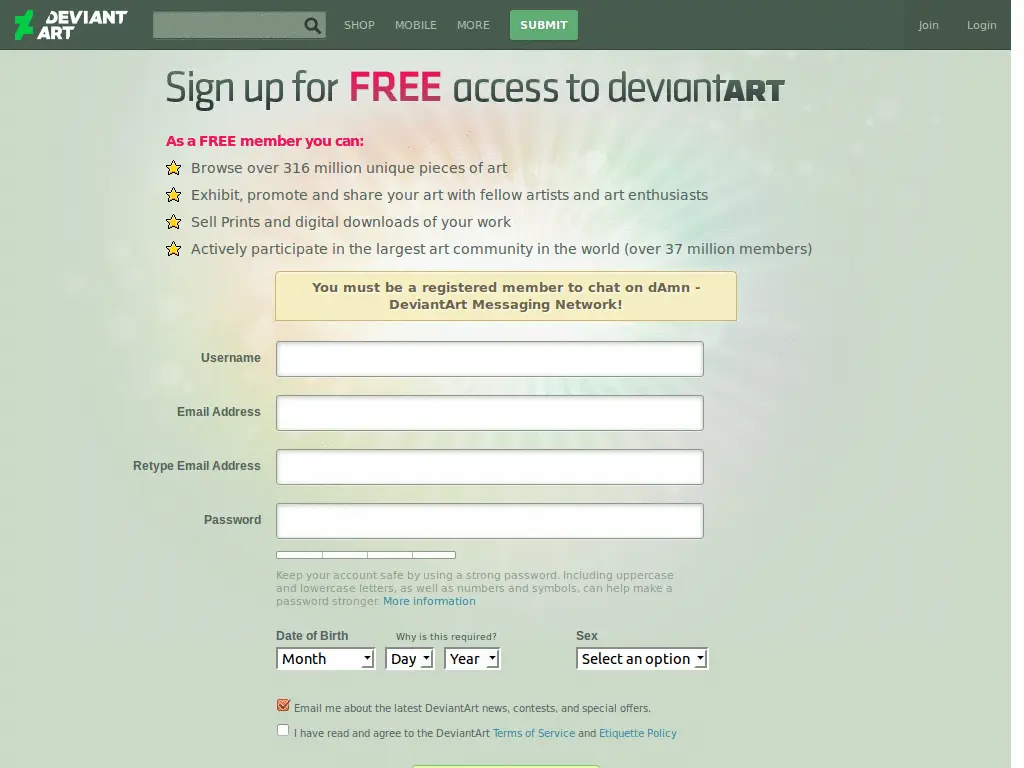 DEVIANT ART
SHOP MOBILE MORE SUBMIT Join Login
Sign up for FREE access to deviantART
As a FREE member you can:
Browse over 316 million unique pieces of art
Exhibit, promote and share your art with fellow artists and art enthusiasts
Sell Prints and digital downloads of your work
Actively participate in the largest art community in the world (over 37 million members)
You must be a registered member to chat on dAmn -
DeviantArt Messaging Network!
Username
Email Address
Retype Email Address
Password
Keep your account safe by using a strong password. Including uppercase
and lowercase letters, as well as numbers and symbols, can help make a
password stronger. More information
Date of Birth Why is this required? Sex
Month Day Year Select an option
Email me about the latest DeviantArt news, contests, and special offers.
I have read and agree to the DeviantArt Terms of Service and Etiquette Policy